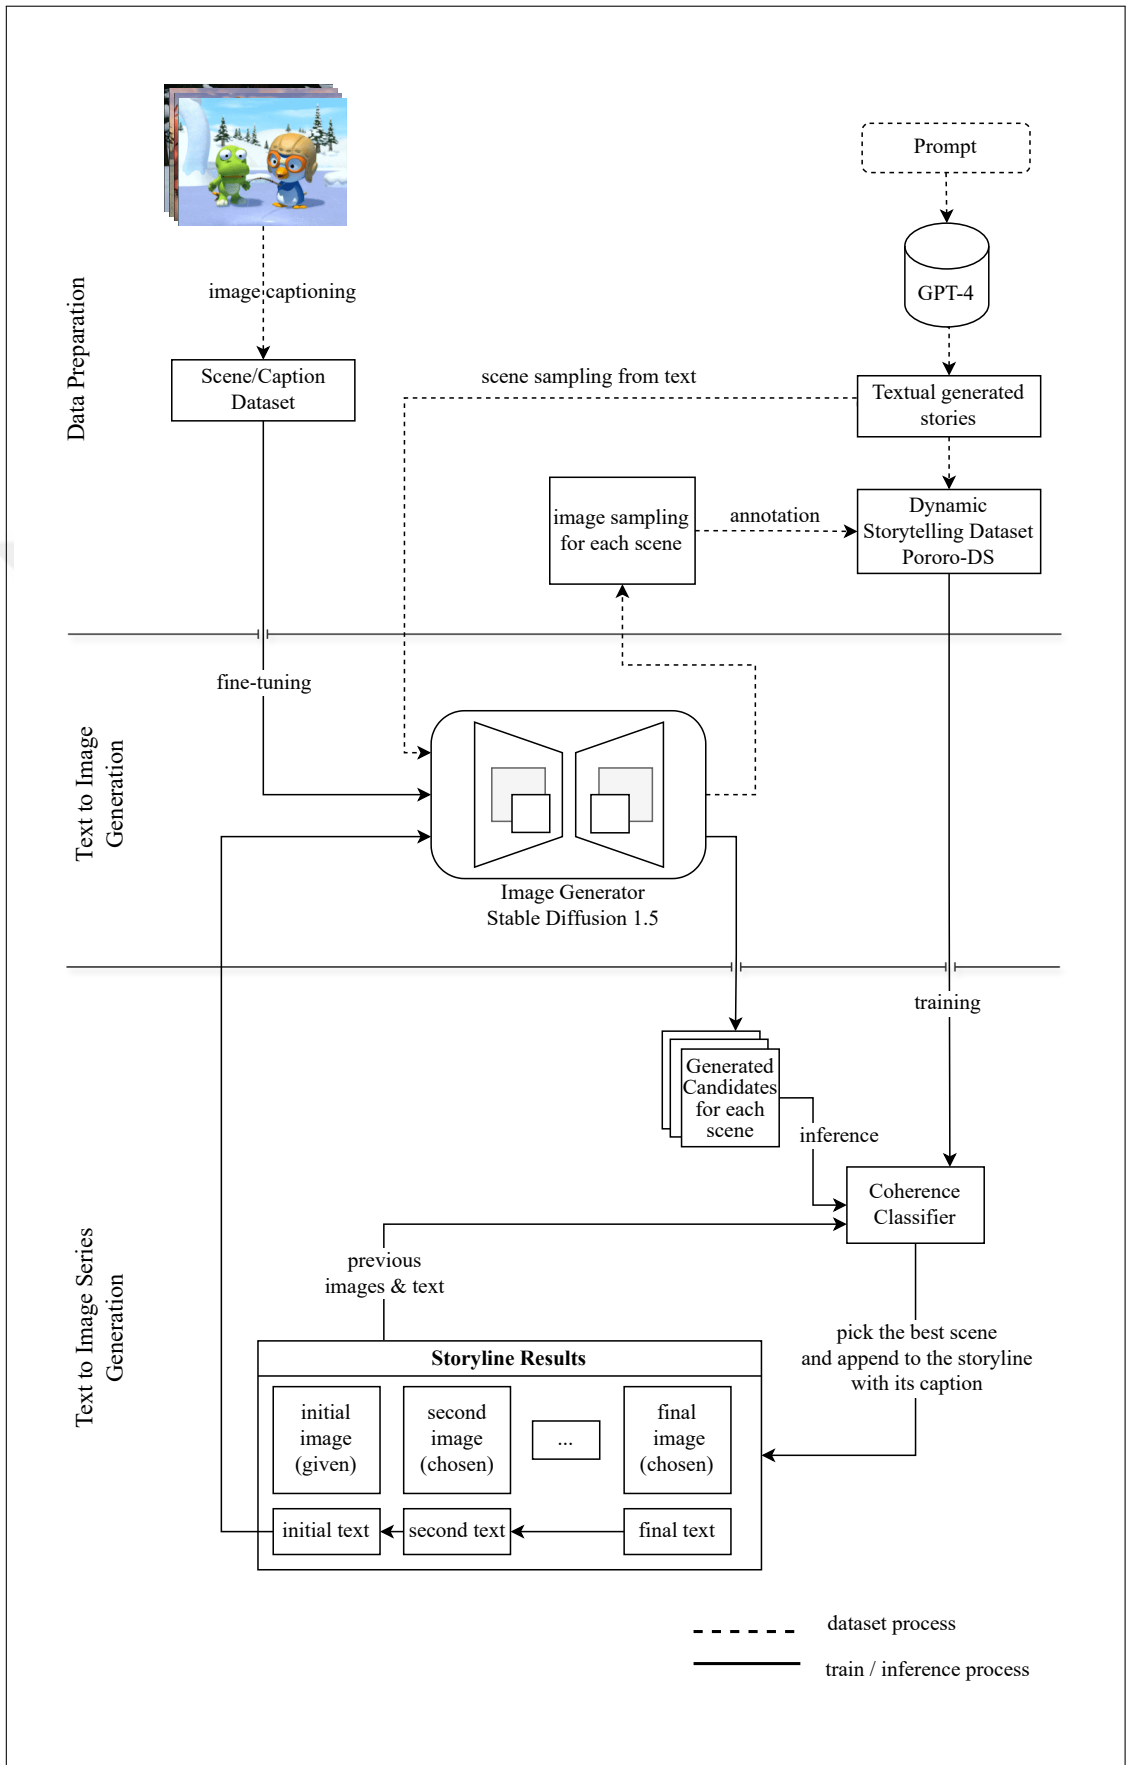 Prompt
GPT-4
image captioning
Data Preparation
Scene/Caption
Dataset
scene sampling from text
Textual generated
stories
image sampling
for each scene
annotation
Dynamic
Storytelling Dataset
Pororo-DS
fine-tuning
Text to Image
Generation
Image Generator
Stable Diffusion 1.5
training
Generated
Candidates
for each
scene
inference
Coherence
Classifier
Text to Image Series
Generation
previous
images & text
pick the best scene
and append to the storyline
with its caption
Storyline Results
initial
image
(given)
second
image
(chosen)
...
final
image
(chosen)
initial text
second text
final text
dataset process
train / inference process